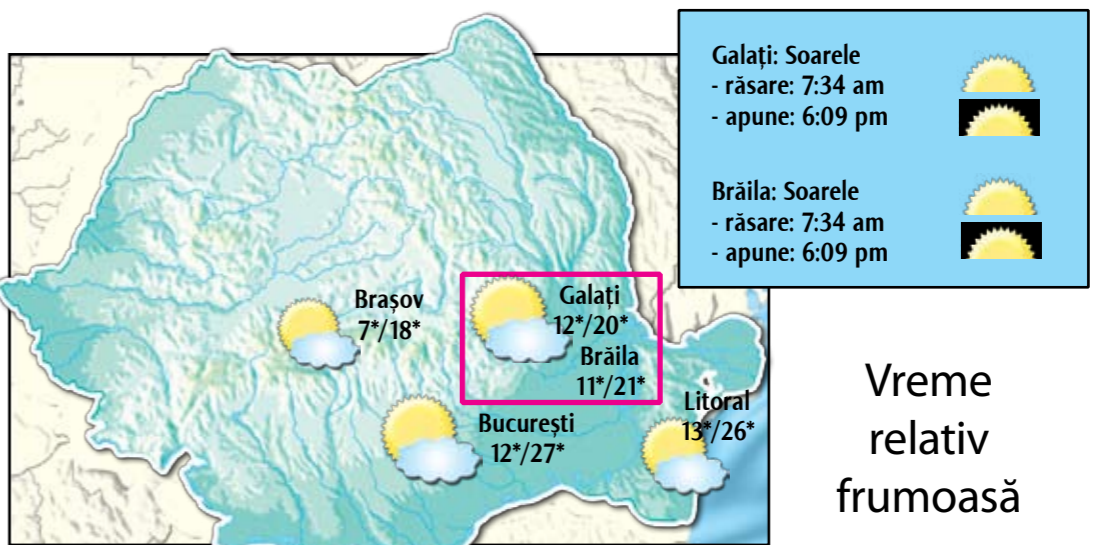 Galați: Soarele
- răsare: 7:34 am
- apune: 6:09 pm
Brăila: Soarele
- răsare: 7:34 am
- apune: 6:09 pm
Brașov
7*/18*
Galați
12*/20*
Brăila
11*/21*
București
12*/27*
Litoral
13*/26*
Vreme
relativ
frumoasă